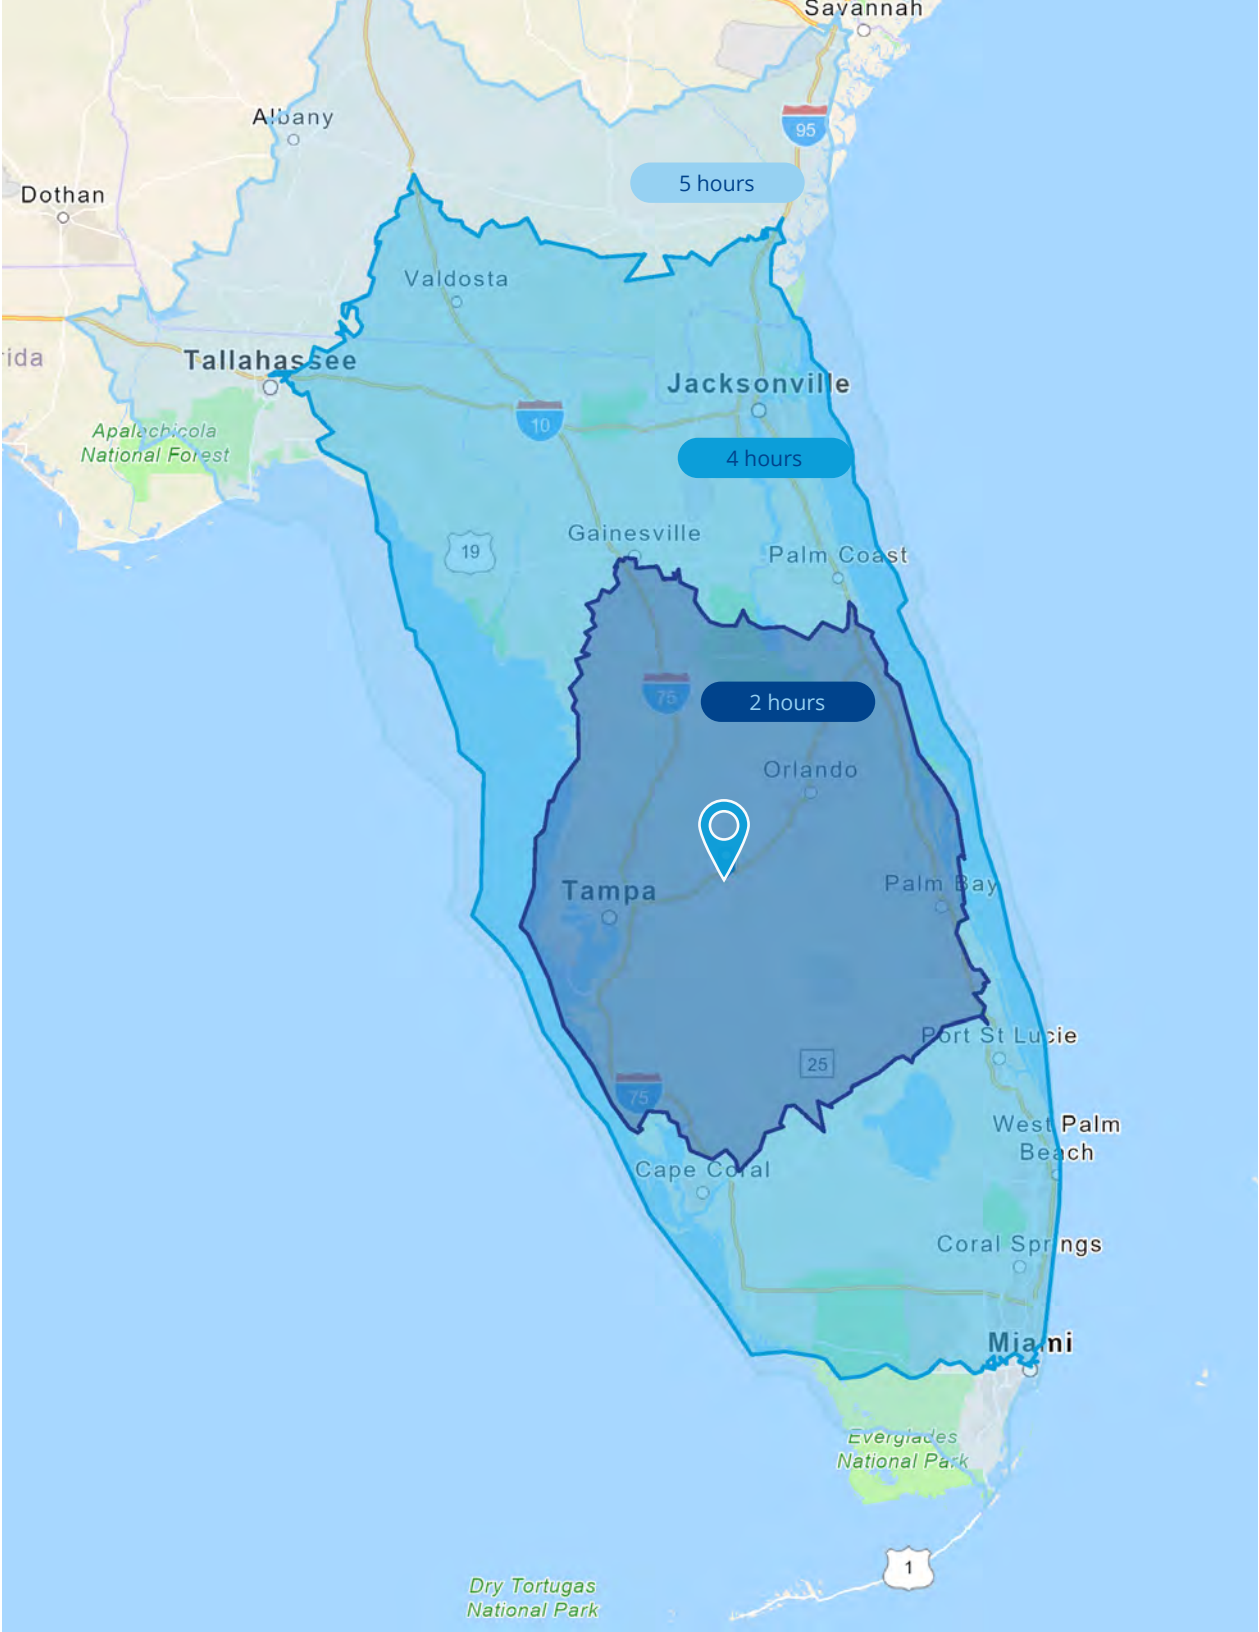 Savannah
Albany
95
5 hours
Dothan
Valdosta
rida
Tallahassee
Jacksonville
10
Apalachicola
National Forest
4 hours
19
Gainesville
Palm Coast
75
2 hours
Orlando
Tampa
Palm Bay
Port St Lucie
25
75
West Palm
Beach
Cape Coral
Coral Springs
Miami
Everglades
National Park
1
Dry Tortugas
National Park